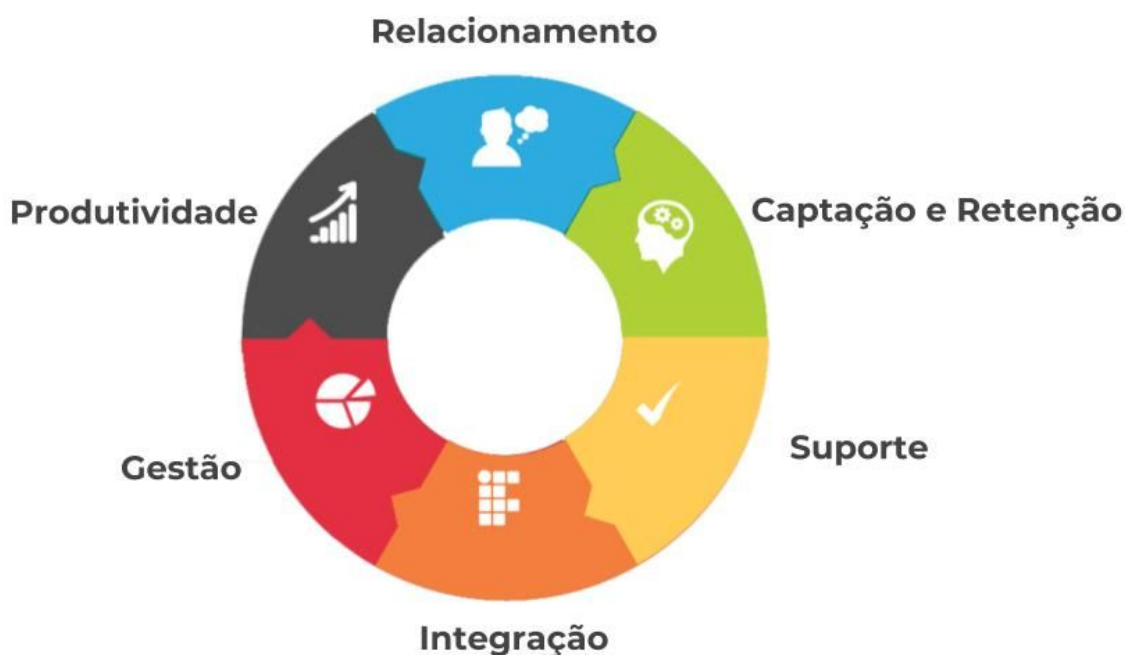 Relacionamento
Produtividade
Captação e Retenção
Gestão
Suporte
Integração